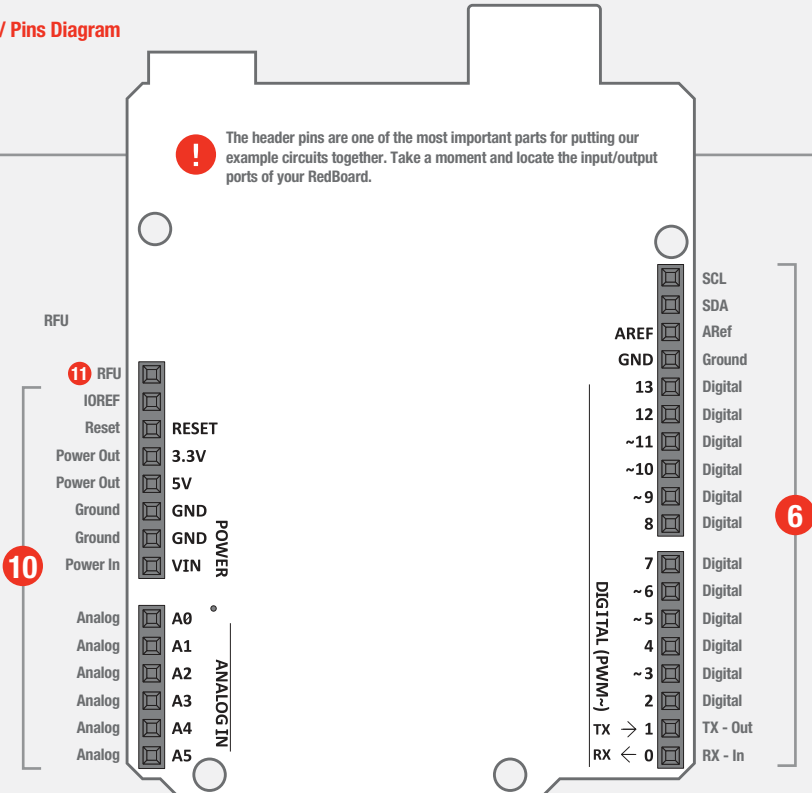 / Pins Diagram
!
The header pins are one of the most important parts for putting our
example circuits together. Take a moment and locate the input/output
ports of your RedBoard.
RFU
11 RFU
IOREF
Reset RESET
Power Out 3.3V
Power Out 5V
Ground GND
Ground GND
Power In VIN
POWER
10
Analog A0
Analog A1
Analog A2
Analog A3
Analog A4
Analog A5
ANALOG IN
SCL
SDA
AREF ARef
GND Ground
13 Digital
12 Digital
~11 Digital
~10 Digital
~9 Digital
8 Digital
6
7 Digital
~6 Digital
~5 Digital
4 Digital
~3 Digital
2 Digital
TX → 1 TX - Out
RX ← 0 RX - In
DIGITAL (PWM~)